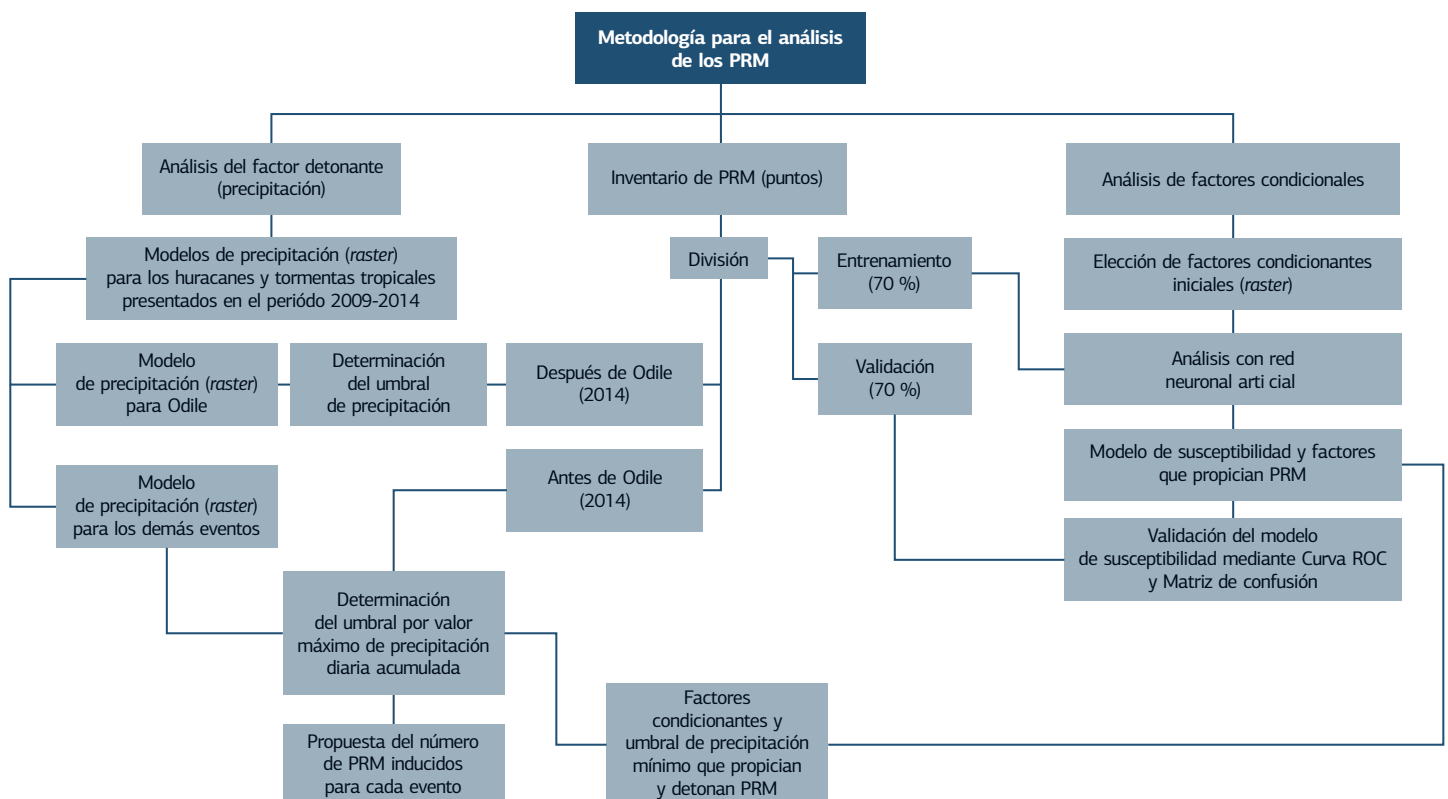 Metodología para el análisis
de los PRM
Análisis del factor detonante
(precipitación)
Inventario de PRM (puntos)
Análisis de factores condicionales
Modelos de precipitación (raster)
para los huracanes y tormentas tropicales
presentados en el periódo 2009-2014
División
Entrenamiento
(70 %)
Elección de factores condicionantes
iniciales (raster)
Modelo
de precipitación (raster)
para Odile
Determinación
del umbral
de precipitación
Después de Odile
(2014)
Validación
(70 %)
Análisis con red
neuronal arti cial
Modelo
de precipitación (raster)
para los demás eventos
Antes de Odile
(2014)
Modelo de susceptibilidad y factores
que propician PRM
Validación del modelo
de susceptibilidad mediante Curva ROC
y Matriz de confusión
Determinación
del umbral por valor
máximo de precipitación
diaria acumulada
Factores
condicionantes y
umbral de precipitación
mínimo que propician
y detonan PRM
Propuesta del número
de PRM inducidos
para cada evento